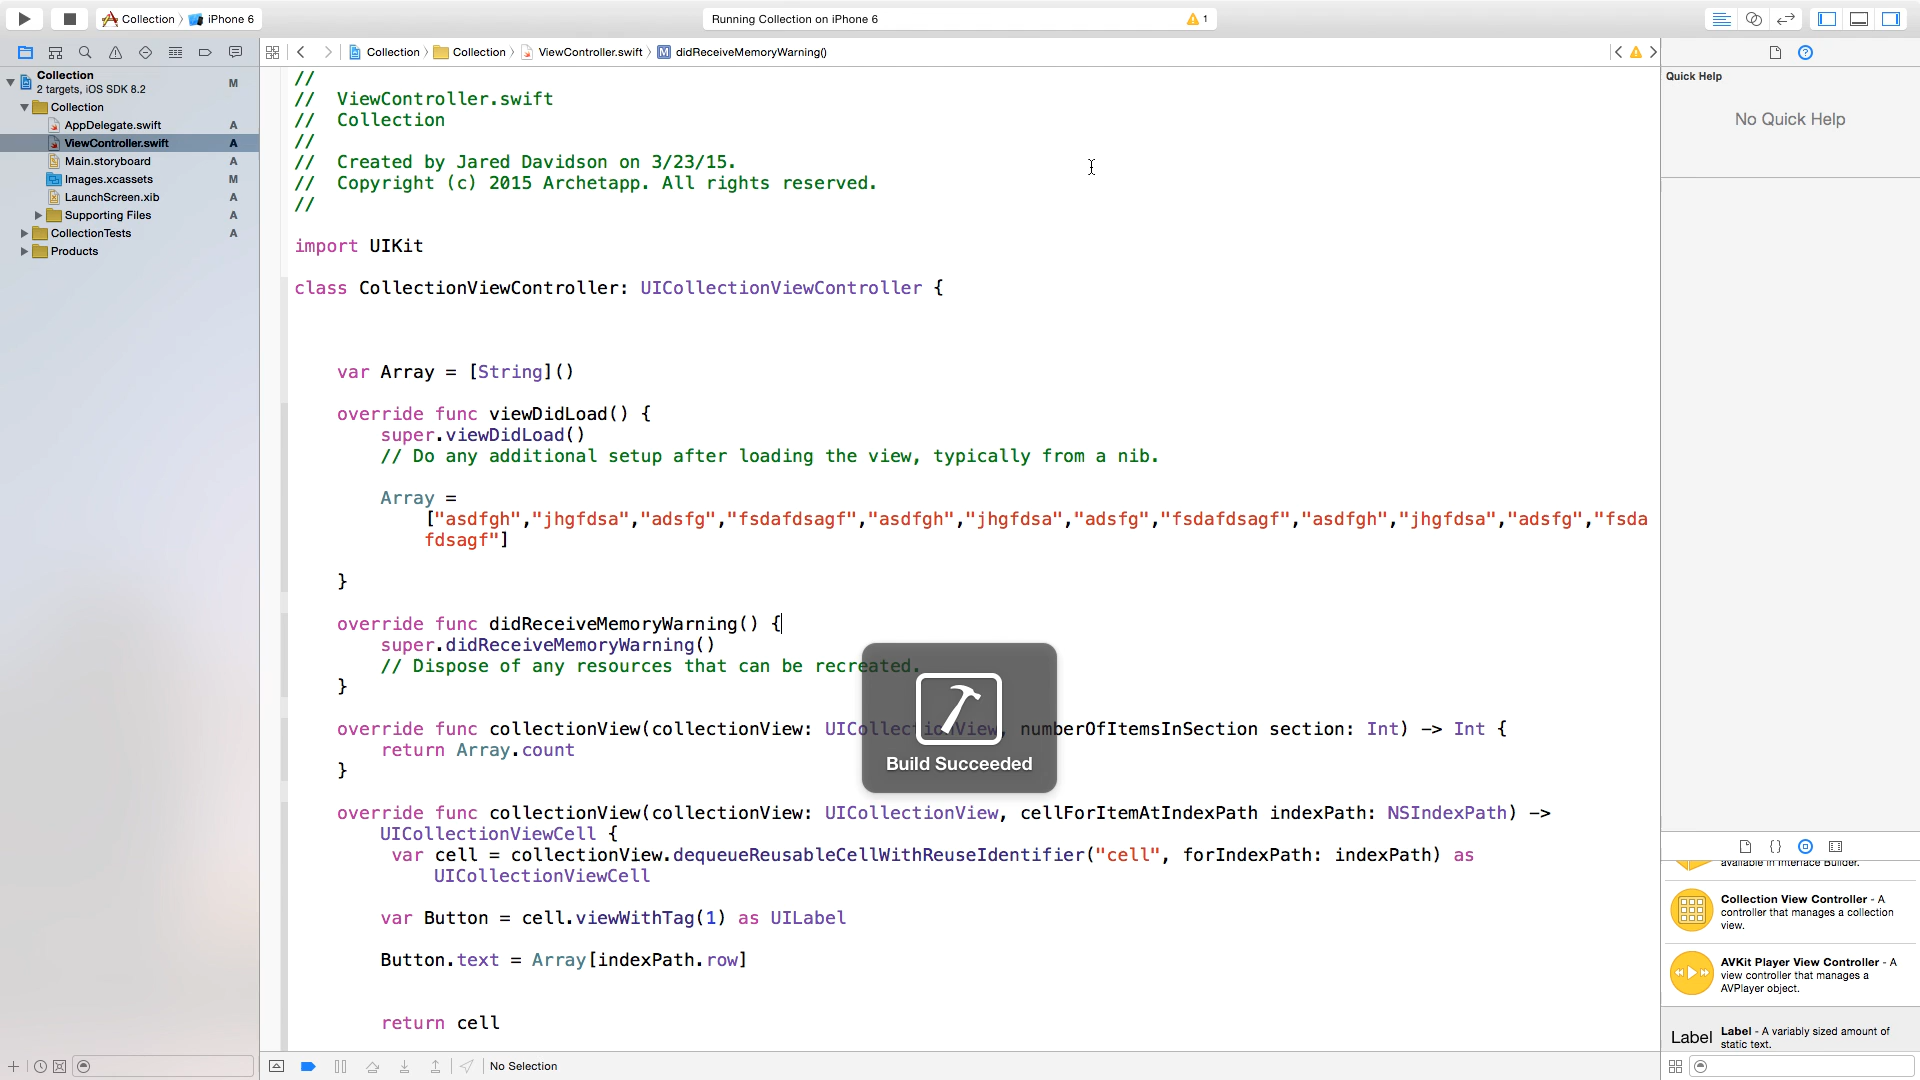 Collection
iPhone 6
Running Collection on iPhone 6
1
Collection
Collection
ViewController.swift
M
didReceiveMemoryWarning()
Collection
2 targets, iOS SDK 8.2
M
Collection
AppDelegate.swift
A
ViewController.swift
A
Main.storyboard
A
Images.xcassets
M
LaunchScreen.xib
A
Supporting Files
A
CollectionTests
A
Products
//
//  ViewController.swift
//  Collection
//
//  Created by Jared Davidson on 3/23/15.
//  Copyright (c) 2015 Archetapp. All rights reserved.
//
import UIKit
class CollectionViewController: UICollectionViewController {
var Array = [String]()
override func viewDidLoad() {
super.viewDidLoad()
// Do any additional setup after loading the view, typically from a nib.
Array =
["asdfgh","jhgfdsa","adsfg","fsdafdsagf","asdfgh","jhgfdsa","adsfg","fsdafdsagf","asdfgh","jhgfdsa","adsfg","fsda
fdsagf"]
}
override func didReceiveMemoryWarning() {
super.didReceiveMemoryWarning()
// Dispose of any resources that can be recreated.
}
override func collectionView(collectionView: UICollectionView, numberOfItemsInSection section: Int) -> Int {
return Array.count
}
override func collectionView(collectionView: UICollectionView, cellForItemAtIndexPath indexPath: NSIndexPath) ->
UICollectionViewCell {
var cell = collectionView.dequeueReusableCellWithReuseIdentifier("cell", forIndexPath: indexPath) as
UICollectionViewCell
var Button = cell.viewWithTag(1) as UILabel
Button.text = Array[indexPath.row]
return cell
Build Succeeded
No Selection
Quick Help
No Quick Help
{}
available in Interface Builder.
Collection View Controller - A
controller that manages a collection
view.
AVKit Player View Controller - A
view controller that manages a
AVPlayer object.
Label
Label - A variably sized amount of
static text.